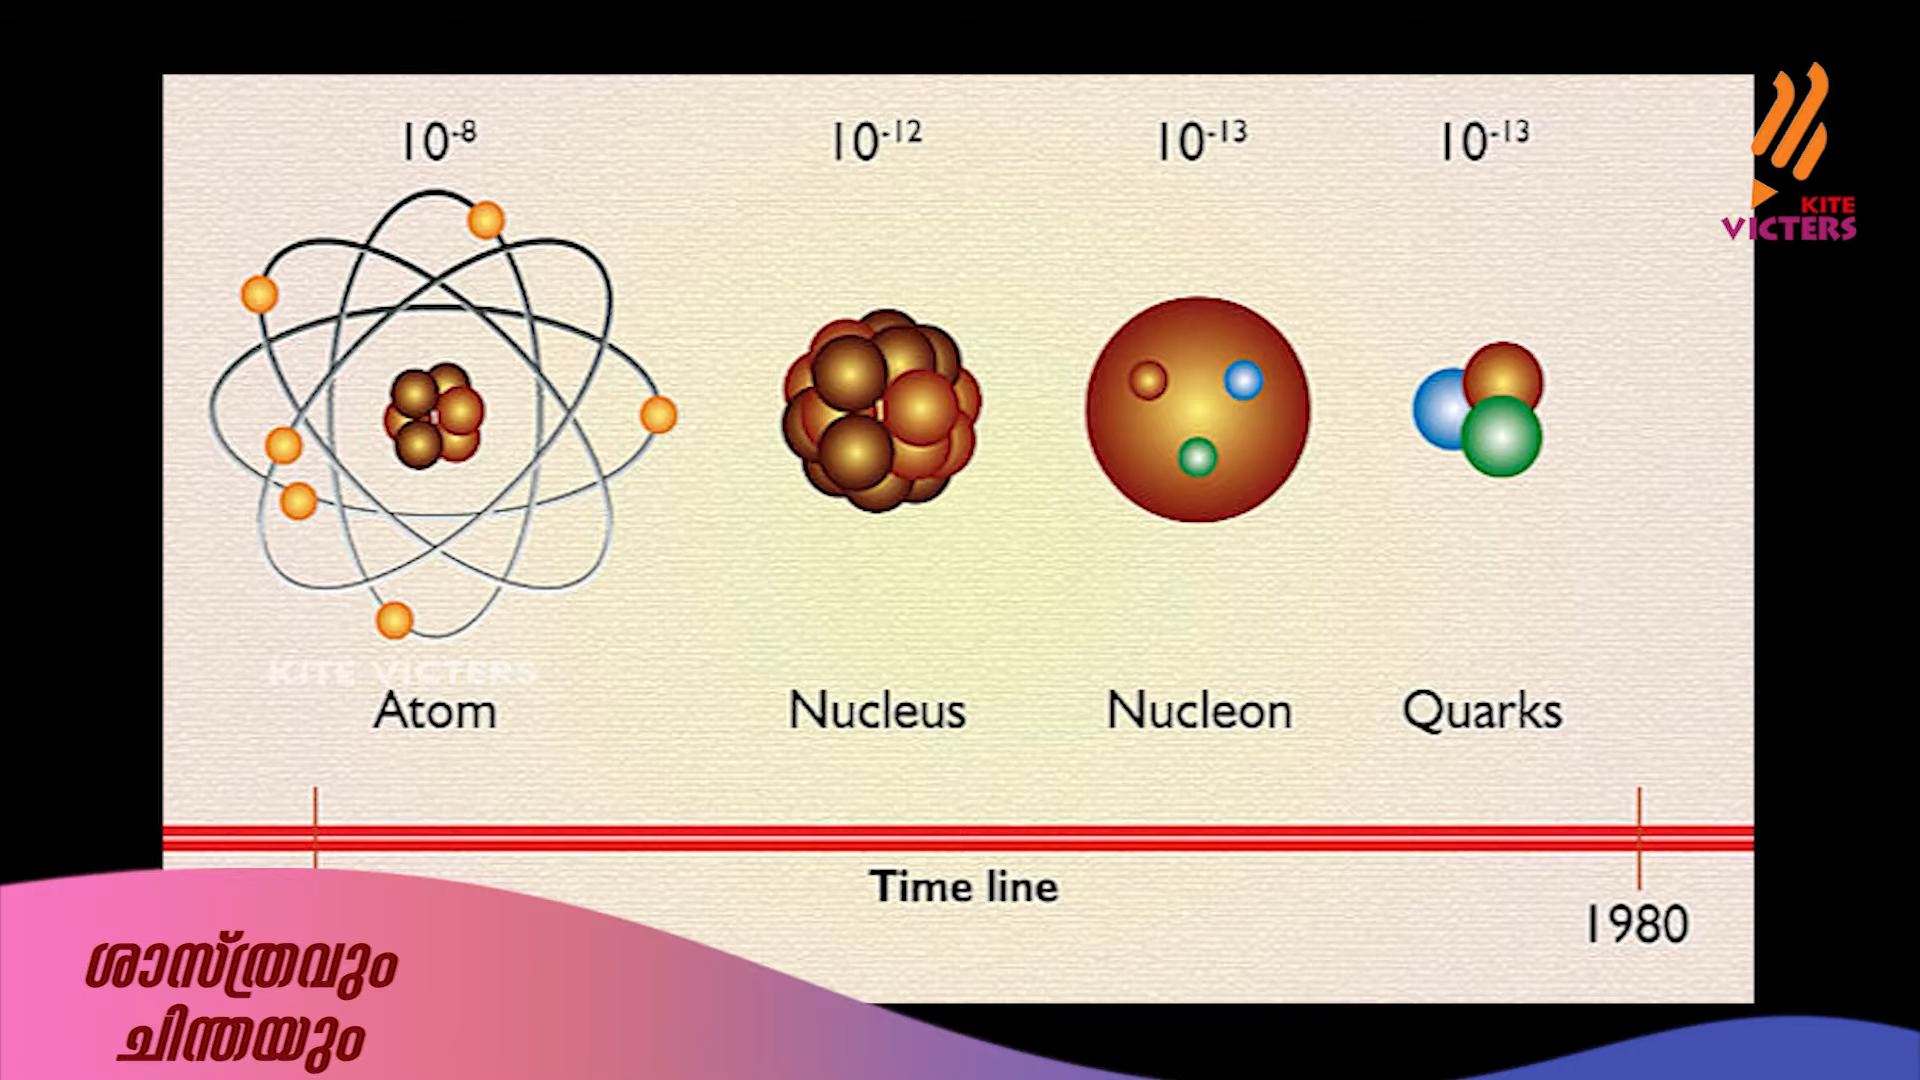 10⁻⁸ 10⁻¹² 10⁻¹³ 10⁻¹³
KITE
VICTERS
KITE VICTERS
Atom Nucleus Nucleon Quarks
Time line
1980
ശാസ്ത്രവും
ചിന്തയും